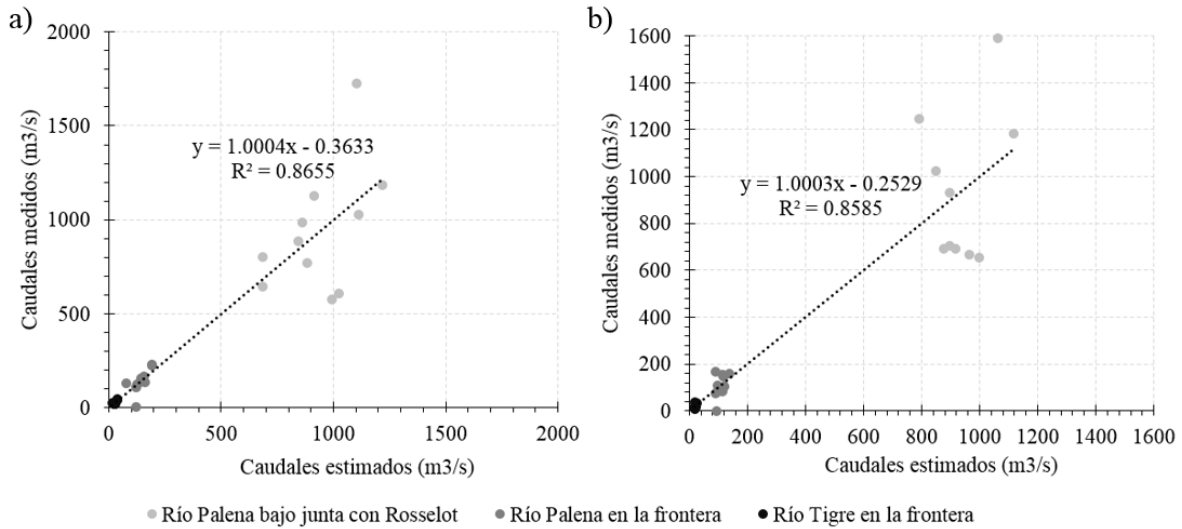 a)
2000
1500
1000
500
0
Caudales medidos (m3/s)
y = 1.0004x - 0.3633
R² = 0.8655
0 500 1000 1500 2000
Caudales estimados (m3/s)
b)
1600
1400
1200
1000
800
600
400
200
0
Caudales medidos (m3/s)
y = 1.0003x - 0.2529
R² = 0.8585
0 200 400 600 800 1000 1200 1400 1600
Caudales estimados (m3/s)
Río Palena bajo junta con Rosselot Río Palena en la frontera Río Tigre en la frontera